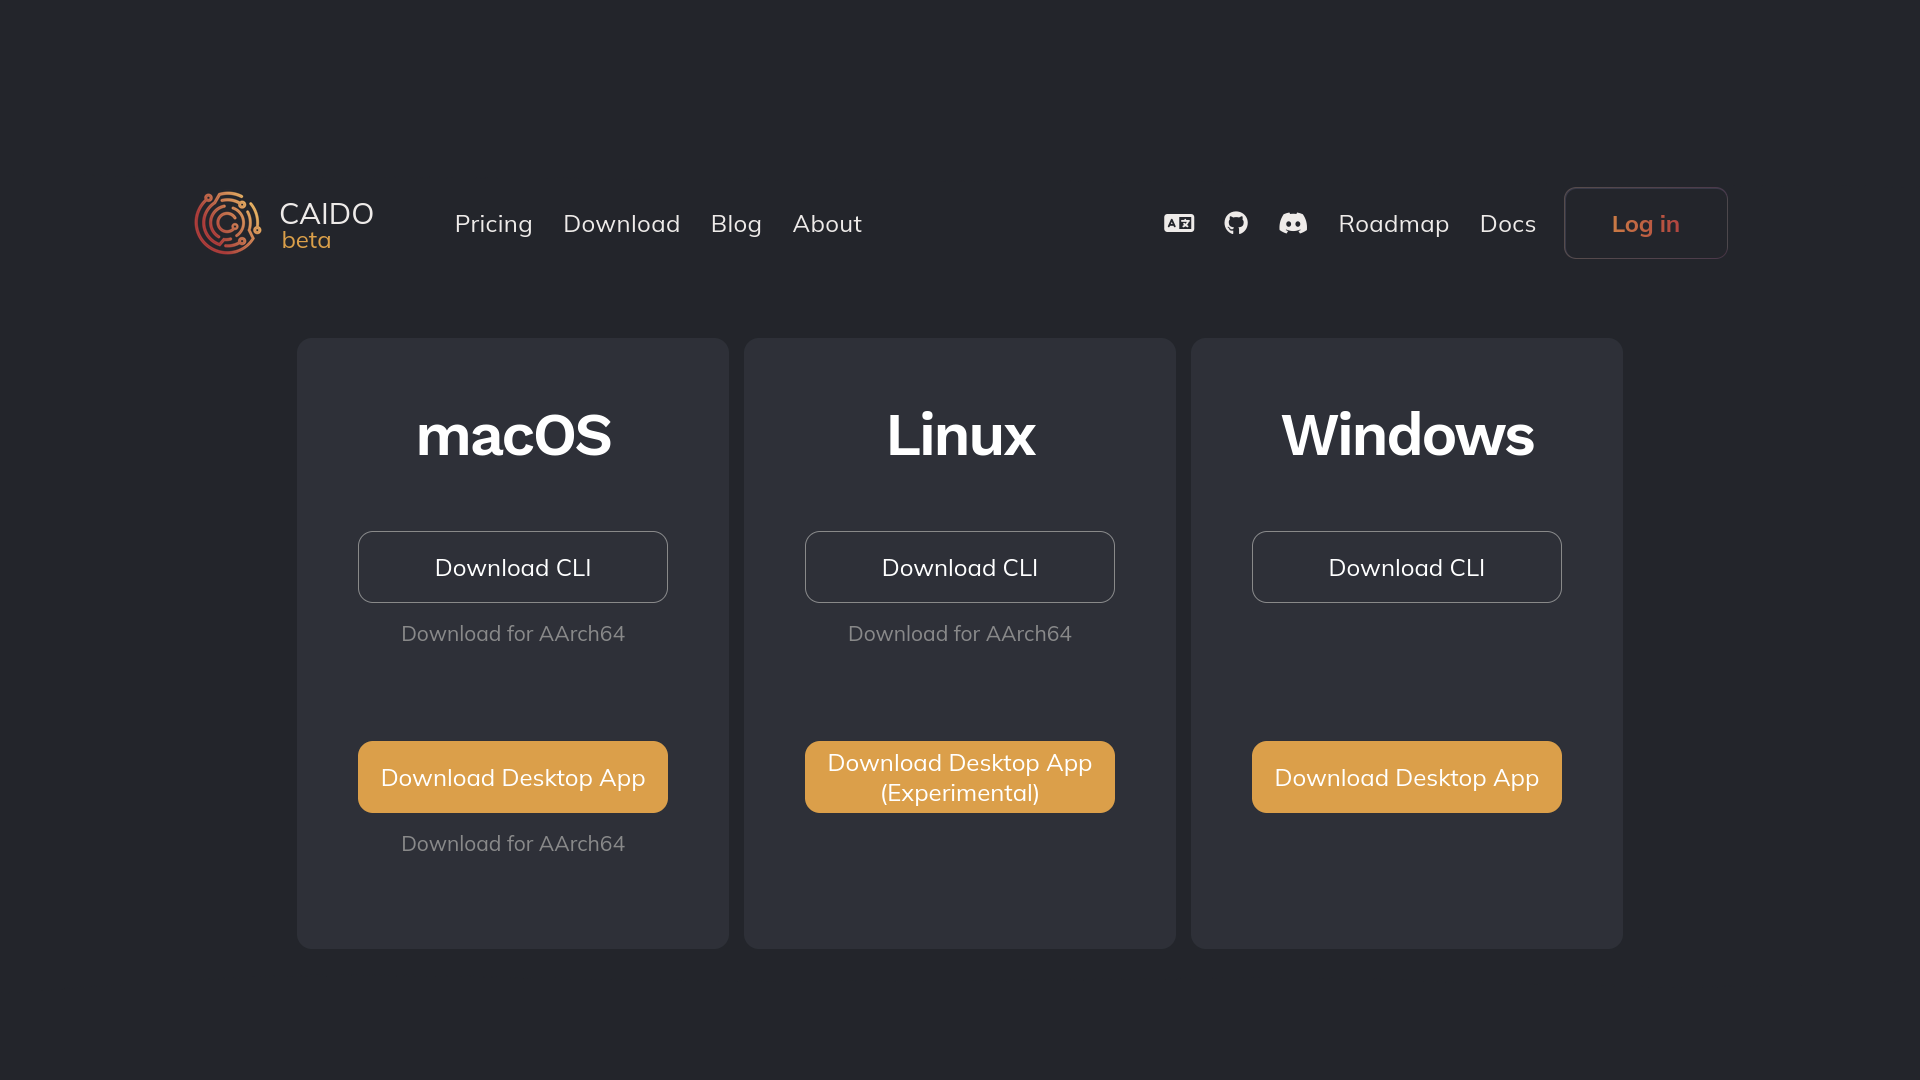 CAIDO
beta
Pricing
Download
Blog
About
Roadmap
Docs
Log in
macOS
Download CLI
Download for AArch64
Download Desktop App
Download for AArch64
Linux
Download CLI
Download for AArch64
Download Desktop App
(Experimental)
Windows
Download CLI
Download Desktop App